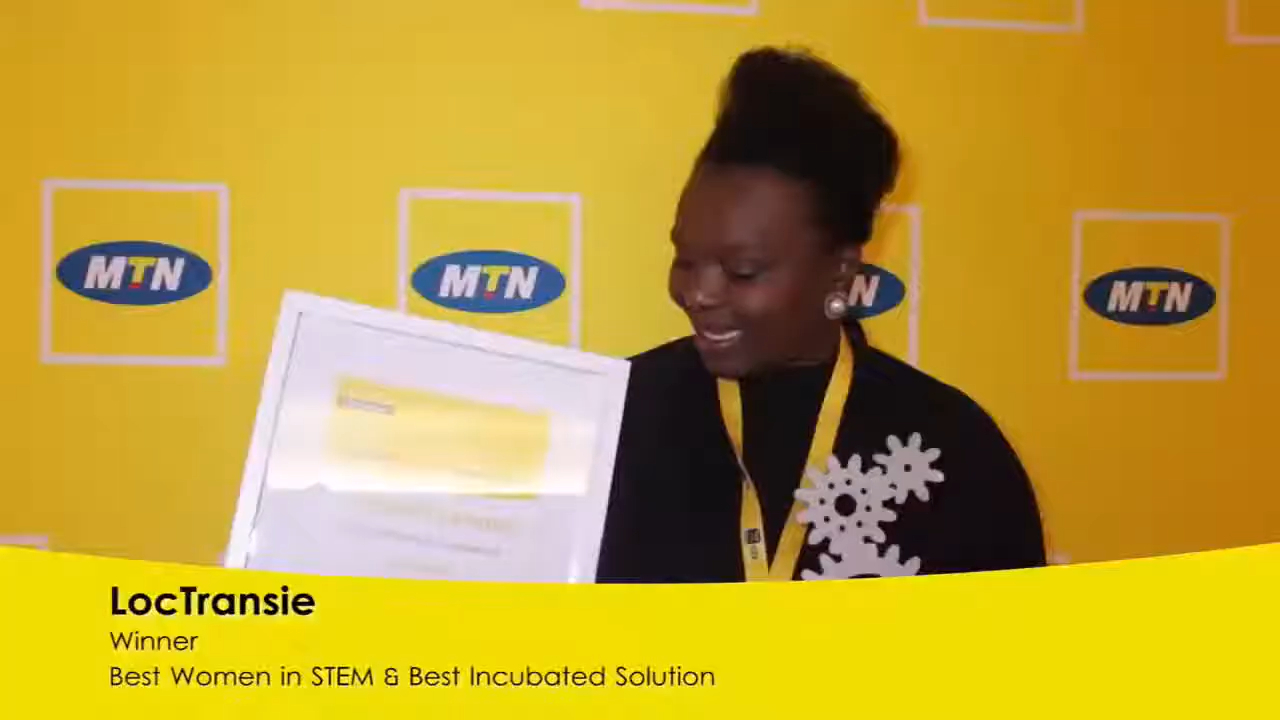 MTN
MTN
N
MTN
LocTransie
Winner
Best Women in STEM & Best Incubated Solution